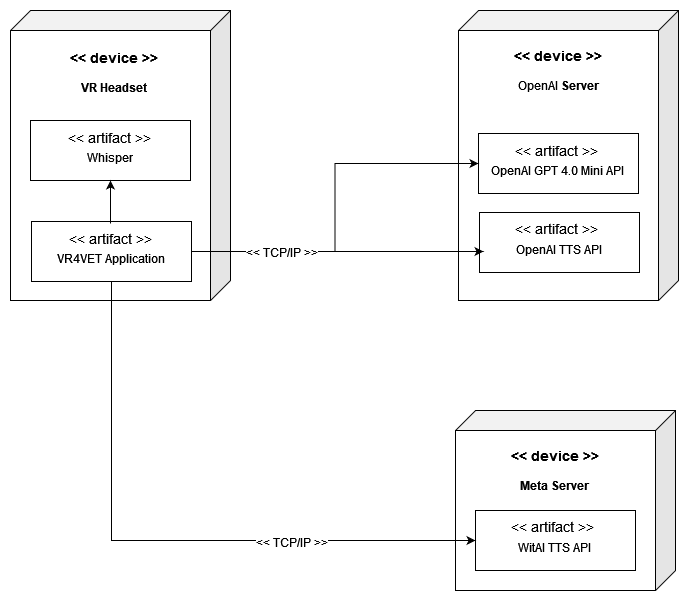 << device >>
VR Headset
<< artifact >>
Whisper
<< artifact >>
VR4VET Application
<< TCP/IP >>
<< device >>
OpenAI Server
<< artifact >>
OpenAI GPT 4.0 Mini API
<< artifact >>
OpenAI TTS API
<< device >>
Meta Server
<< artifact >>
WitAI TTS API
<< TCP/IP >>